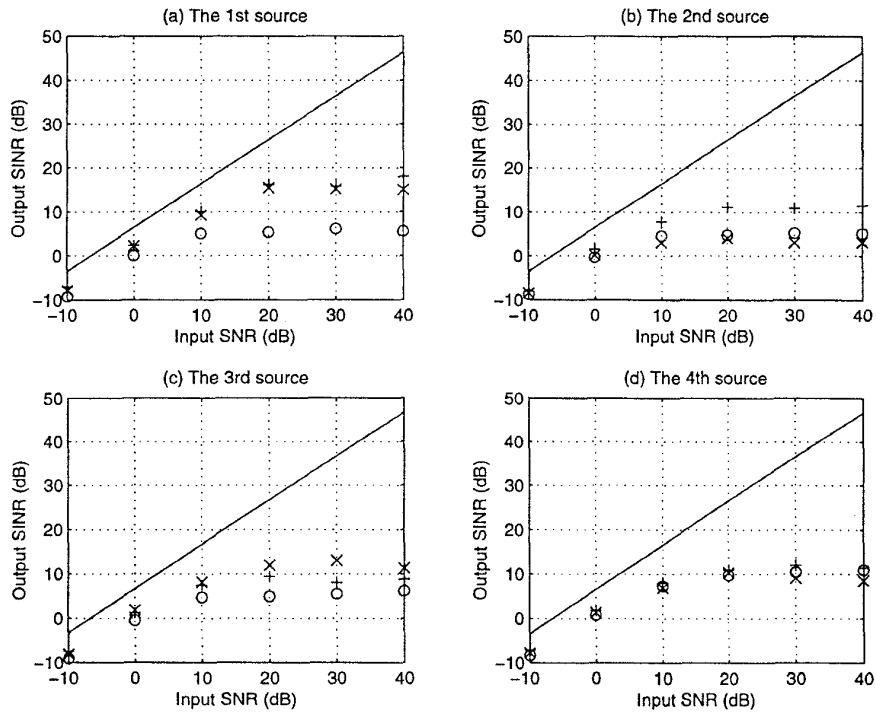 (a) The 1st source
50
40
30
20
10
0
−10
Output SINR (dB)
−10 0 10 20 30 40
Input SNR (dB)
(b) The 2nd source
50
40
30
20
10
0
−10
Output SINR (dB)
−10 0 10 20 30 40
Input SNR (dB)
(c) The 3rd source
50
40
30
20
10
0
−10
Output SINR (dB)
−10 0 10 20 30 40
Input SNR (dB)
(d) The 4th source
50
40
30
20
10
0
−10
Output SINR (dB)
−10 0 10 20 30 40
Input SNR (dB)